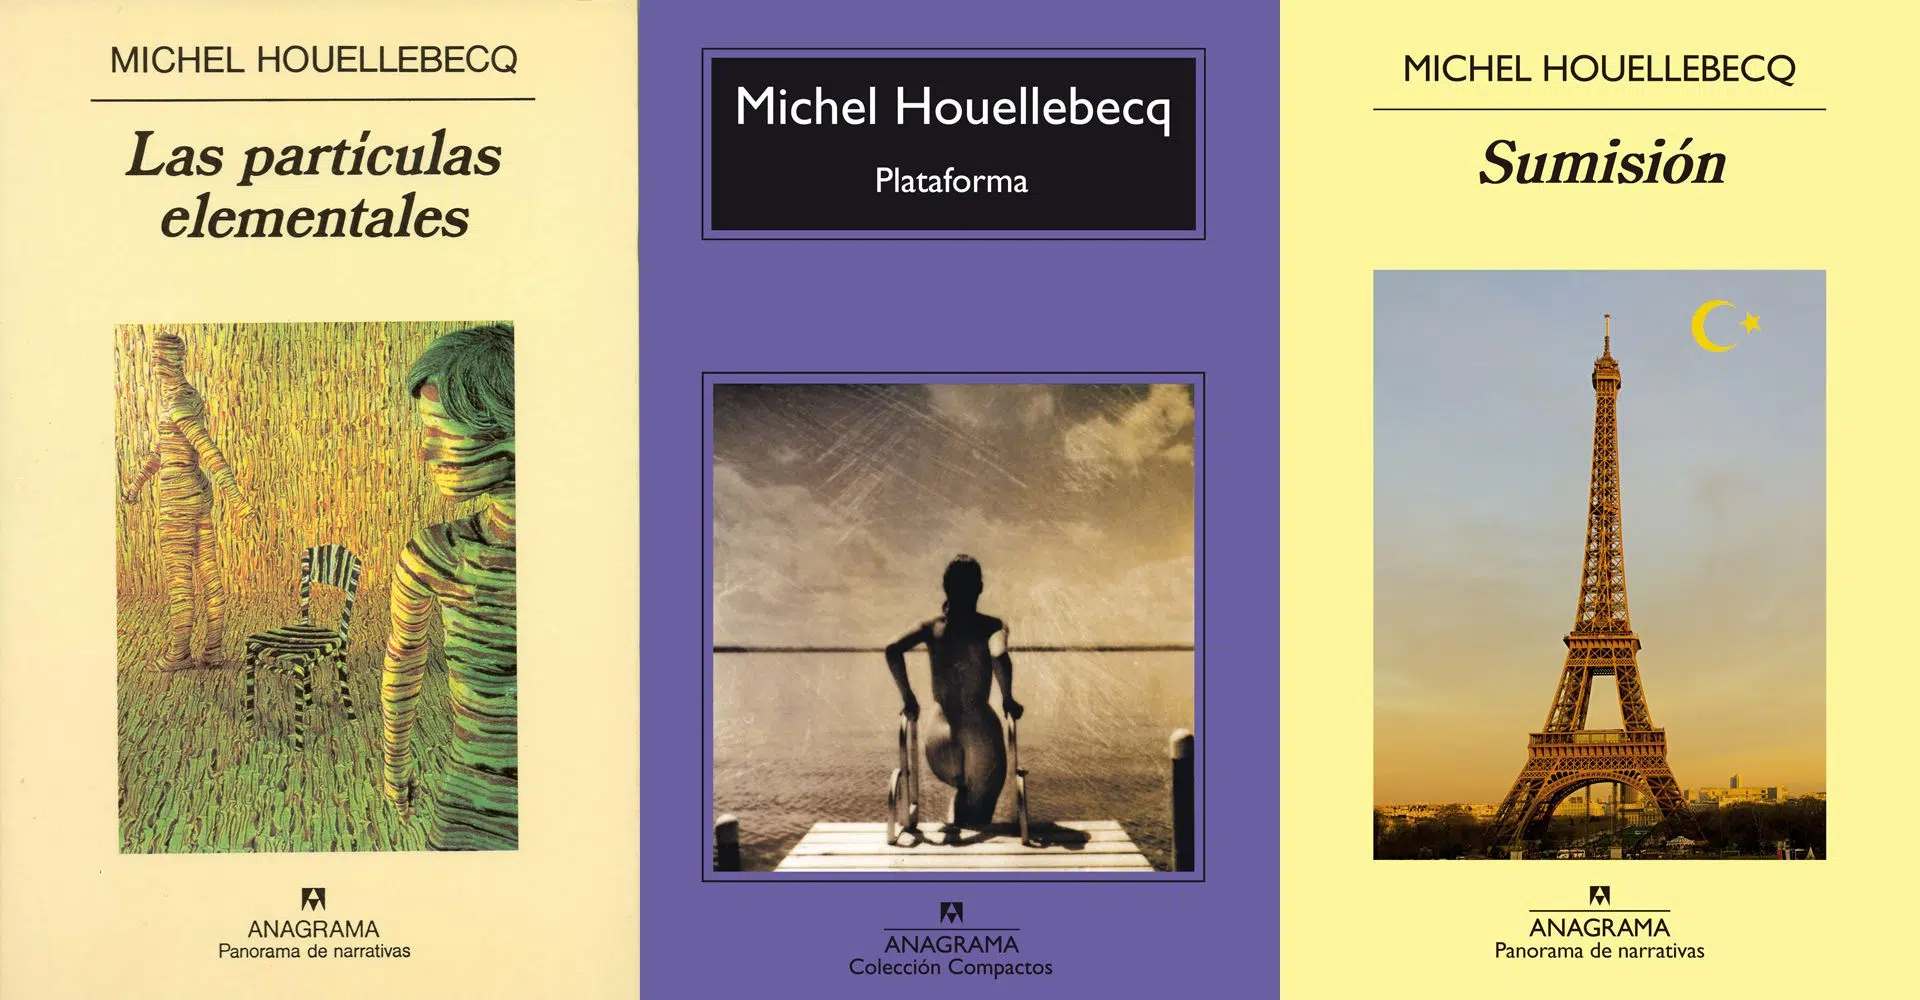 MICHEL HOUELLEBECQ
Las partículas
elementales
ANAGRAMA
Panorama de narrativas
Michel Houellebecq
Plataforma
ANAGRAMA
Colección Compactos
MICHEL HOUELLEBECQ
Sumisión
ANAGRAMA
Panorama de narrativas